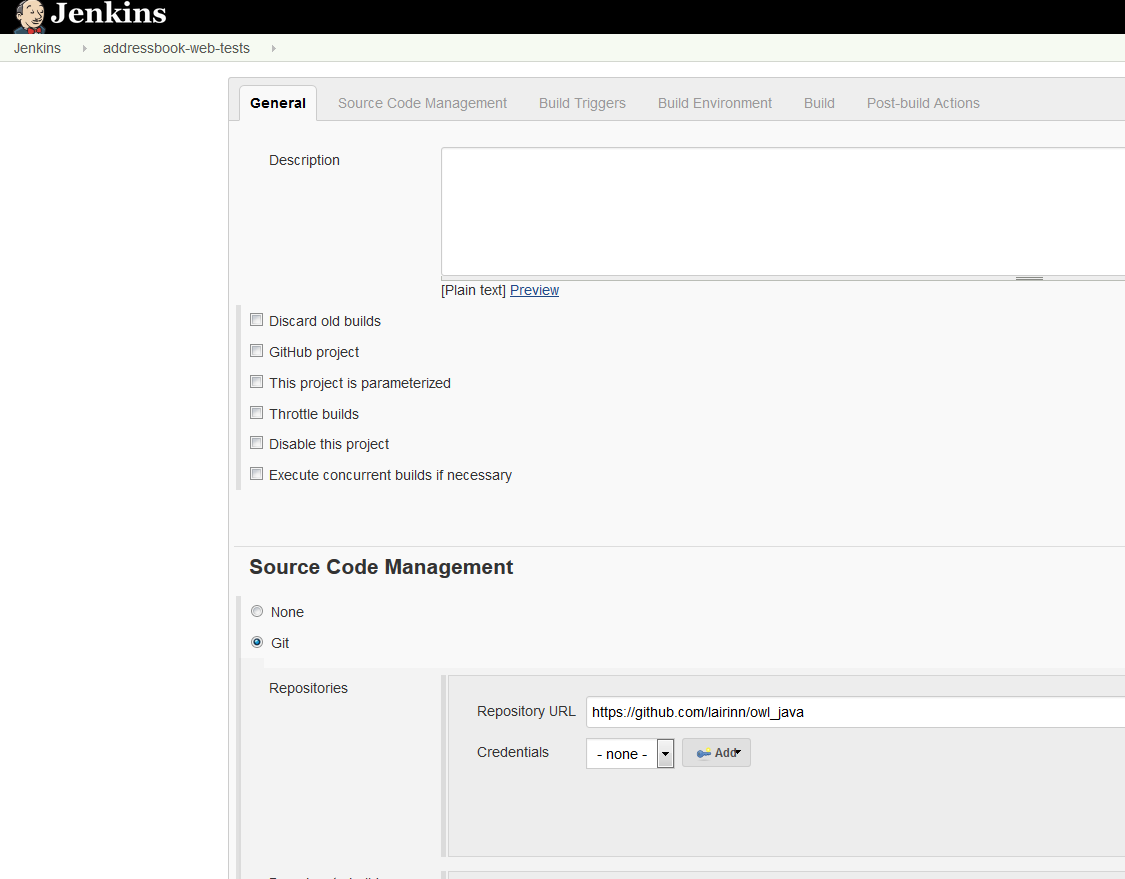 Jenkins
Jenkins addressbook-web-tests
General Source Code Management Build Triggers Build Environment Build Post-build Actions
Description
[Plain text] Preview
Discard old builds
GitHub project
This project is parameterized
Throttle builds
Disable this project
Execute concurrent builds if necessary
Source Code Management
None
Git
Repositories
Repository URL https://github.com/lairinn/owl_java
Credentials - none - Add